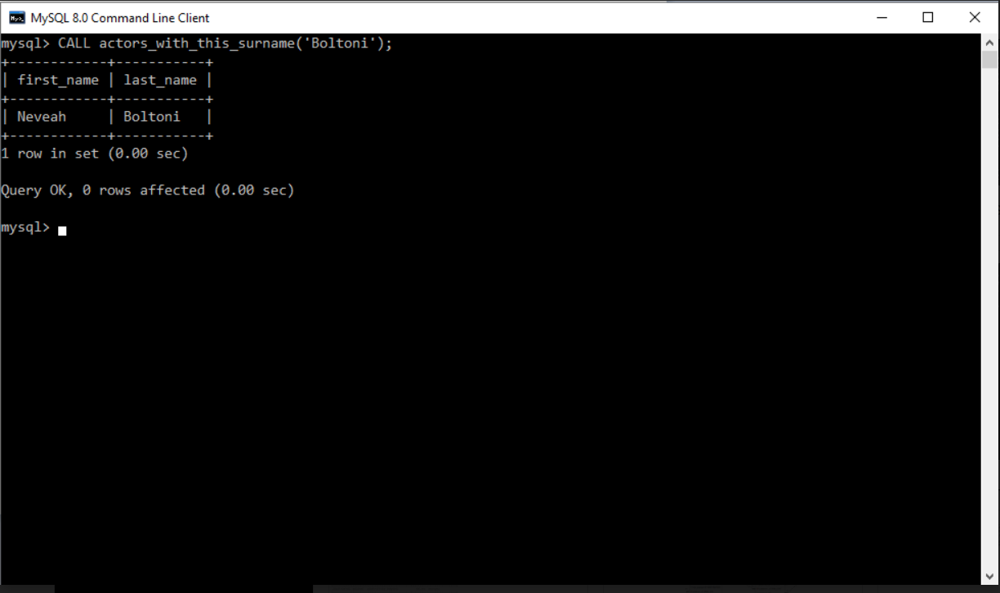 MySQL 8.0 Command Line Client
mysql> CALL actors_with_this_surname('Boltoni');
+------------+-----------+
| first_name | last_name |
+------------+-----------+
| Neveah     | Boltoni   |
+------------+-----------+
1 row in set (0.00 sec)
Query OK, 0 rows affected (0.00 sec)
mysql>